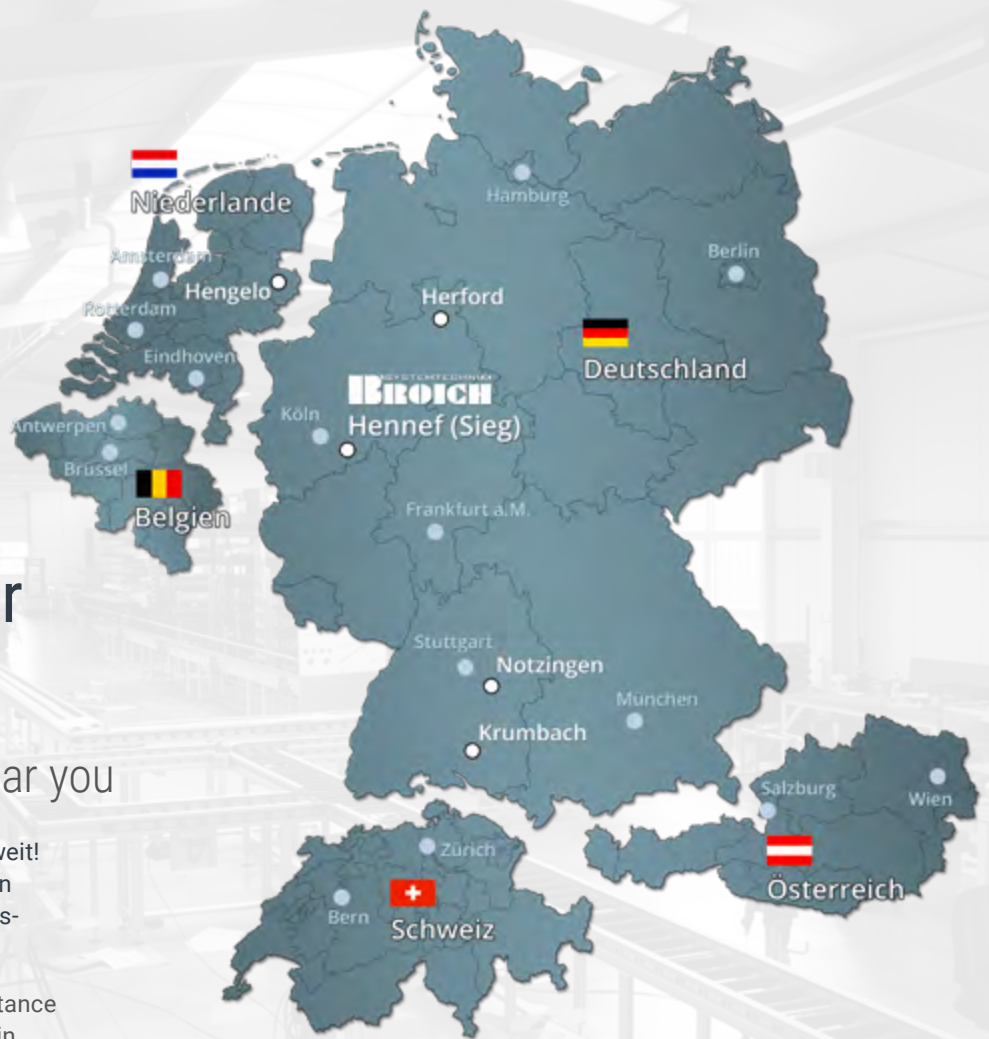 Niederlande
Hamburg
Amsterdam
Berlin
Hengelo
Herford
Rotterdam
Eindhoven
Deutschland
SYSTEMTECHNIK
BROICH
Köln
Hennef (Sieg)
Antwerpen
Brüssel
Belgien
Frankfurt a.M.
r
Stuttgart
Notzingen
München
Krumbach
ar you
Salzburg
Wien
Zürich
weit!
n
Österreich
Bern
s-
Schweiz
tance
in